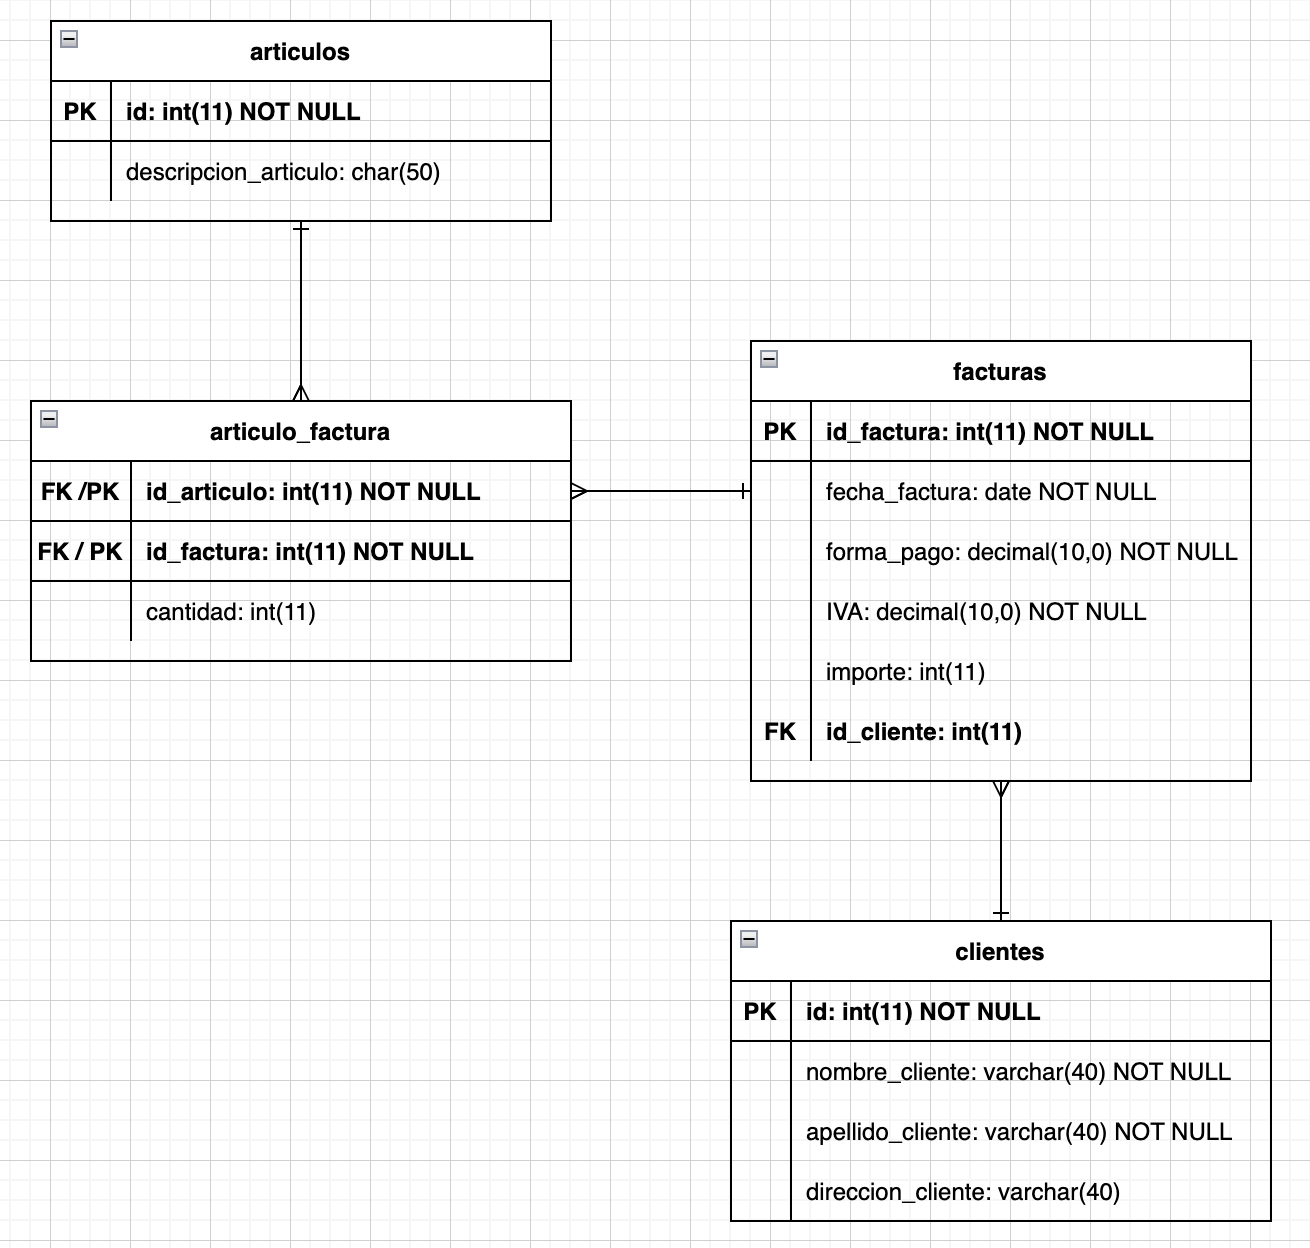 articulos
PK id: int(11) NOT NULL
descripcion_articulo: char(50)
articulo_factura
FK /PK id_articulo: int(11) NOT NULL
FK / PK id_factura: int(11) NOT NULL
cantidad: int(11)
facturas
PK id_factura: int(11) NOT NULL
fecha_factura: date NOT NULL
forma_pago: decimal(10,0) NOT NULL
IVA: decimal(10,0) NOT NULL
importe: int(11)
FK id_cliente: int(11)
clientes
PK id: int(11) NOT NULL
nombre_cliente: varchar(40) NOT NULL
apellido_cliente: varchar(40) NOT NULL
direccion_cliente: varchar(40)